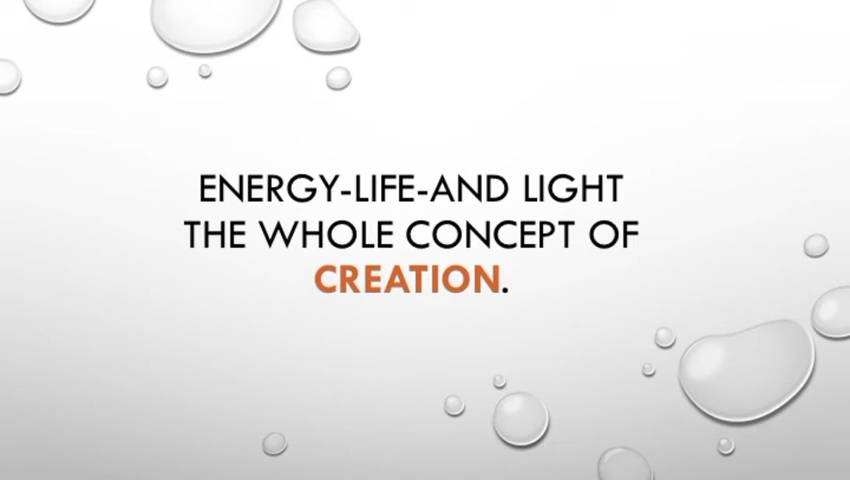 ENERGY-LIFE-AND LIGHT
THE WHOLE CONCEPT OF
CREATION.